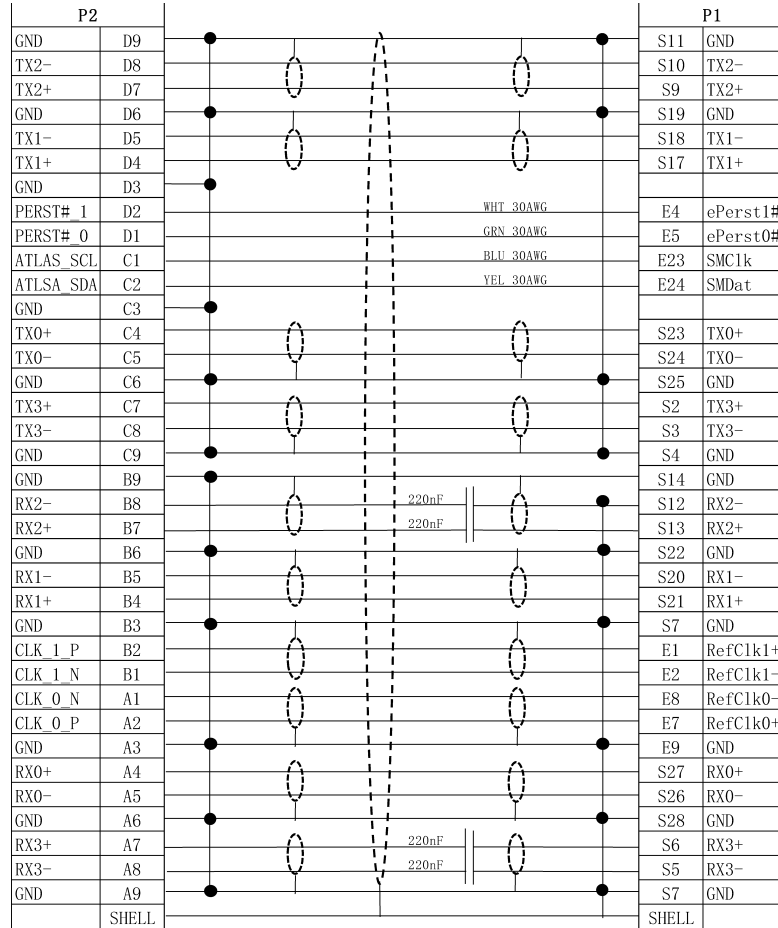 P2 P1
GND D9 S11 GND
TX2- D8 S10 TX2-
TX2+ D7 S9 TX2+
GND D6 S19 GND
TX1- D5 S18 TX1-
TX1+ D4 S17 TX1+
GND D3
PERST#_1 D2 WHT 30AWG E4 ePerst1#
PERST#_0 D1 GRN 30AWG E5 ePerst0#
ATLAS_SCL C1 BLU 30AWG E23 SMClk
ATLSA_SDA C2 YEL 30AWG E24 SMDat
GND C3
TX0+ C4 S23 TX0+
TX0- C5 S24 TX0-
GND C6 S25 GND
TX3+ C7 S2 TX3+
TX3- C8 S3 TX3-
GND C9 S4 GND
GND B9 S14 GND
RX2- B8 220nF S12 RX2-
RX2+ B7 220nF S13 RX2+
GND B6 S22 GND
RX1- B5 S20 RX1-
RX1+ B4 S21 RX1+
GND B3 S7 GND
CLK_1_P B2 E1 RefClk1+
CLK_1_N B1 E2 RefClk1-
CLK_0_N A1 E8 RefClk0-
CLK_0_P A2 E7 RefClk0+
GND A3 E9 GND
RX0+ A4 S27 RX0+
RX0- A5 S26 RX0-
GND A6 S28 GND
RX3+ A7 220nF S6 RX3+
RX3- A8 220nF S5 RX3-
GND A9 S7 GND
SHELL SHELL